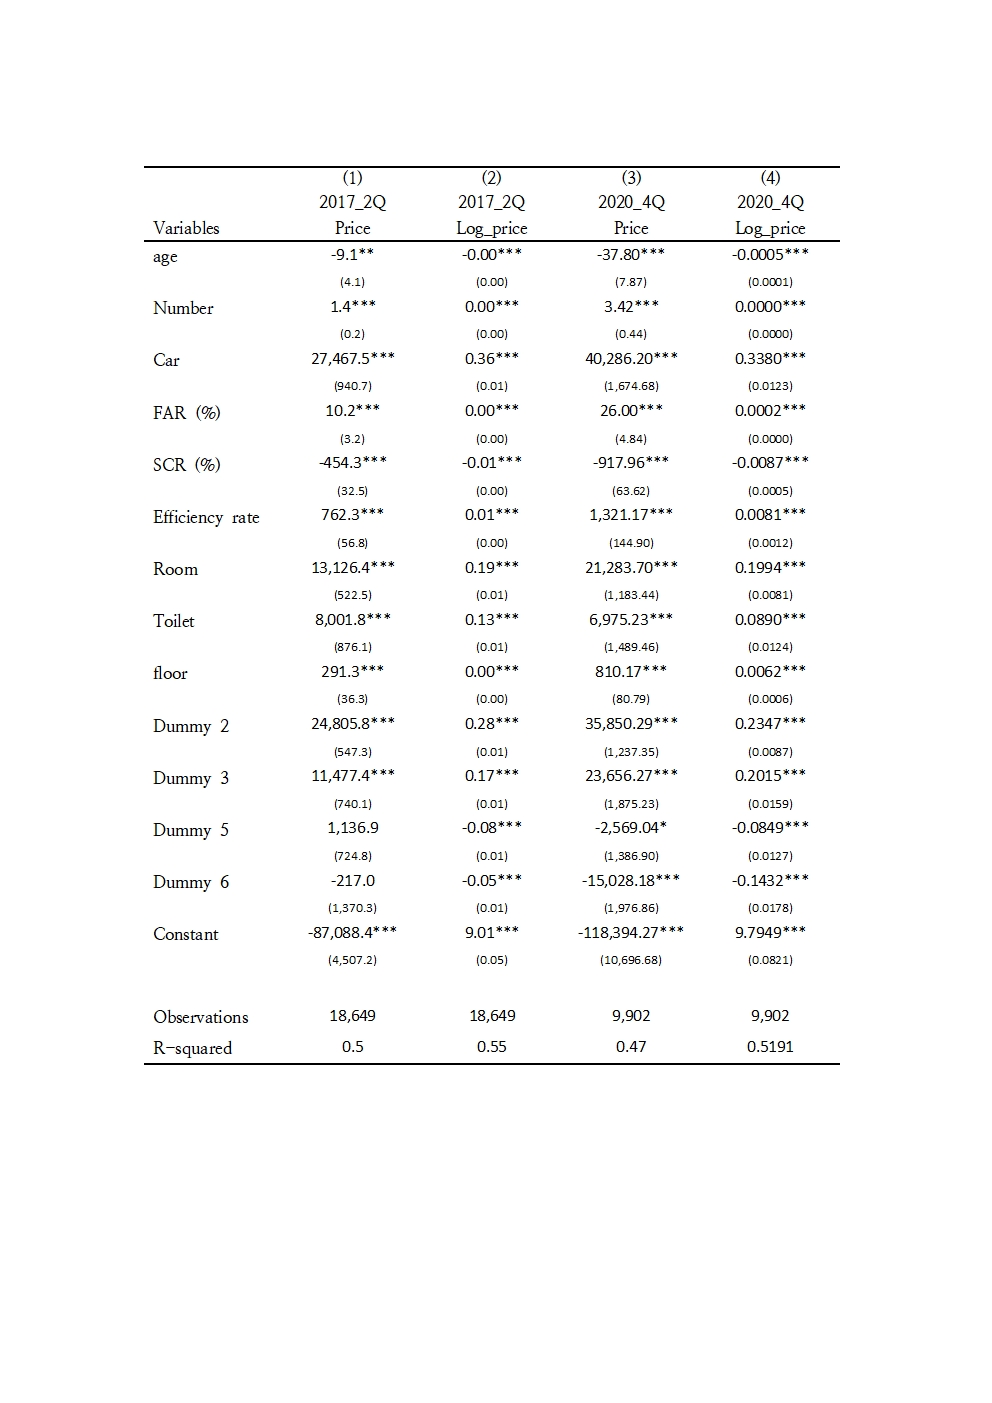 (1) (2) (3) (4)
2017_2Q 2017_2Q 2020_4Q 2020_4Q
Variables Price Log_price Price Log_price
age -9.1** -0.00*** -37.80*** -0.0005***
(4.1) (0.00) (7.87) (0.0001)
Number 1.4*** 0.00*** 3.42*** 0.0000***
(0.2) (0.00) (0.44) (0.0000)
Car 27,467.5*** 0.36*** 40,286.20*** 0.3380***
(940.7) (0.01) (1,674.68) (0.0123)
FAR (%) 10.2*** 0.00*** 26.00*** 0.0002***
(3.2) (0.00) (4.84) (0.0000)
SCR (%) -454.3*** -0.01*** -917.96*** -0.0087***
(32.5) (0.00) (63.62) (0.0005)
Efficiency rate 762.3*** 0.01*** 1,321.17*** 0.0081***
(56.8) (0.00) (144.90) (0.0012)
Room 13,126.4*** 0.19*** 21,283.70*** 0.1994***
(522.5) (0.01) (1,183.44) (0.0081)
Toilet 8,001.8*** 0.13*** 6,975.23*** 0.0890***
(876.1) (0.01) (1,489.46) (0.0124)
floor 291.3*** 0.00*** 810.17*** 0.0062***
(36.3) (0.00) (80.79) (0.0006)
Dummy 2 24,805.8*** 0.28*** 35,850.29*** 0.2347***
(547.3) (0.01) (1,237.35) (0.0087)
Dummy 3 11,477.4*** 0.17*** 23,656.27*** 0.2015***
(740.1) (0.01) (1,875.23) (0.0159)
Dummy 5 1,136.9 -0.08*** -2,569.04* -0.0849***
(724.8) (0.01) (1,386.90) (0.0127)
Dummy 6 -217.0 -0.05*** -15,028.18*** -0.1432***
(1,370.3) (0.01) (1,976.86) (0.0178)
Constant -87,088.4*** 9.01*** -118,394.27*** 9.7949***
(4,507.2) (0.05) (10,696.68) (0.0821)
Observations 18,649 18,649 9,902 9,902
R-squared 0.5 0.55 0.47 0.5191